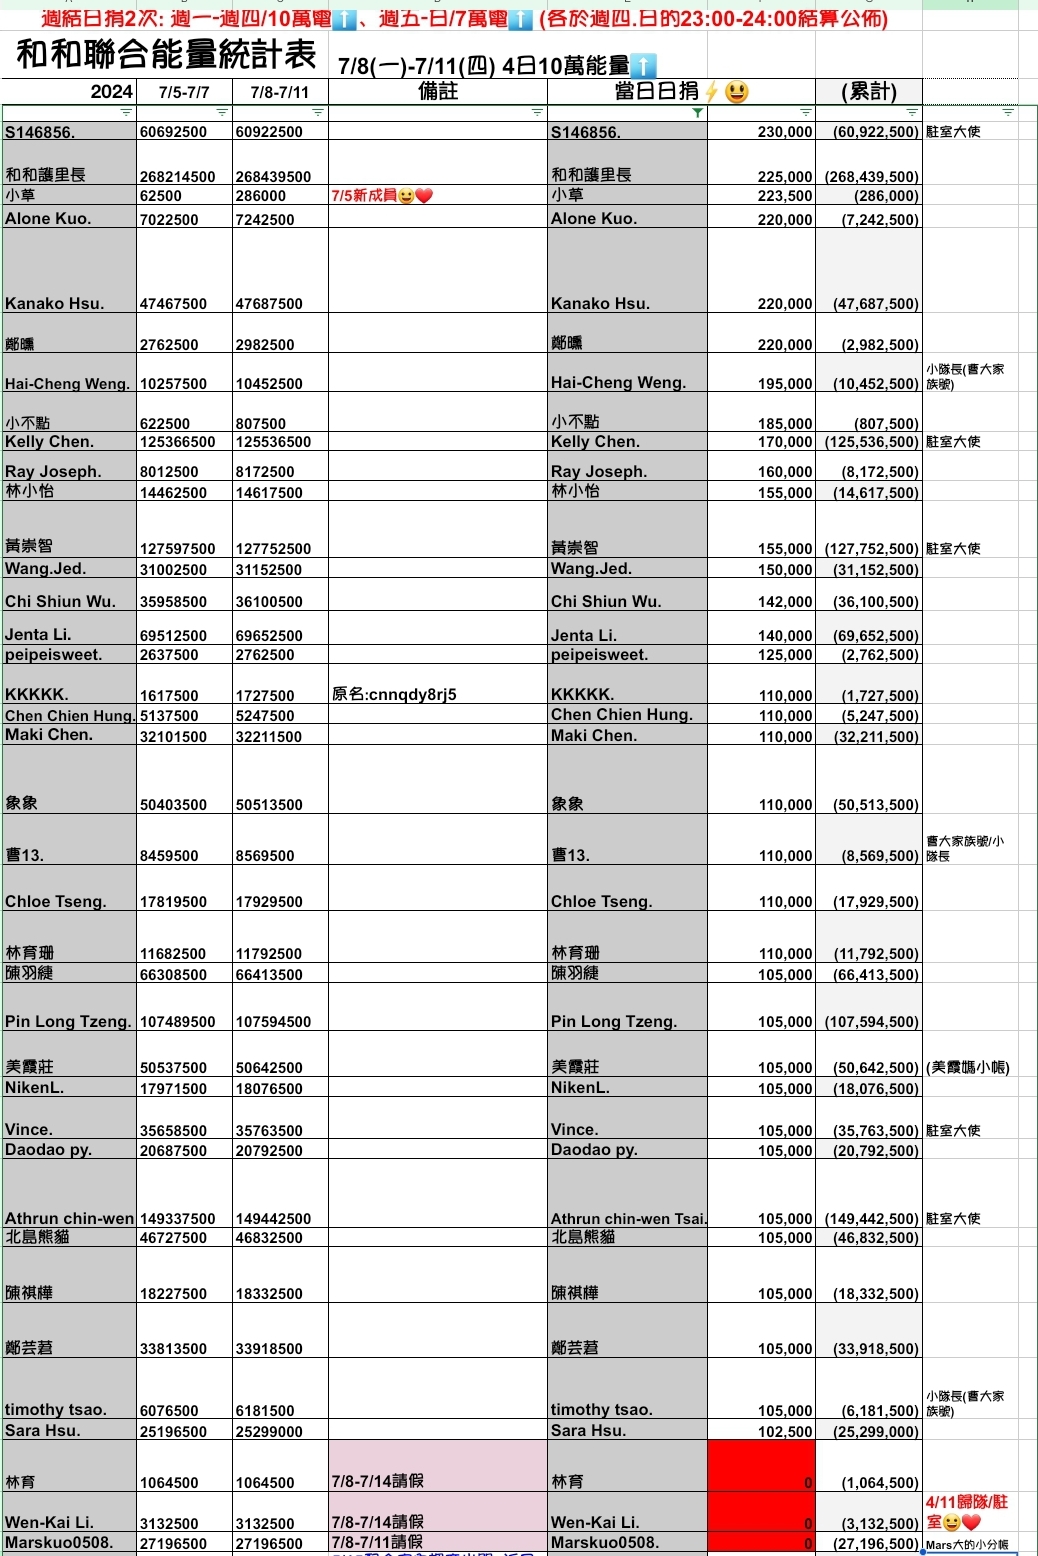 週結日捐2次: 週一-週四/10萬電⬆️、週五-日/7萬電⬆️ (各於週四.日的23:00-24:00結算公佈)
和和聯合能量統計表 7/8(一)-7/11(四) 4日10萬能量⬆️
2024 7/5-7/7 7/8-7/11 備註 當日日捐⚡😃 (累計)
S146856. 60692500 60922500 S146856. 230,000 (60,922,500) 駐室大使
和和護里長 268214500 268439500 和和護里長 225,000 (268,439,500)
小草 62500 286000 7/5新成員😀❤️ 小草 223,500 (286,000)
Alone Kuo. 7022500 7242500 Alone Kuo. 220,000 (7,242,500)
Kanako Hsu. 47467500 47687500 Kanako Hsu. 220,000 (47,687,500)
鄭曛 2762500 2982500 鄭曛 220,000 (2,982,500)
Hai-Cheng Weng. 10257500 10452500 Hai-Cheng Weng. 195,000 (10,452,500) 小隊長(曹大家
族號)
小不點 622500 807500 小不點 185,000 (807,500)
Kelly Chen. 125366500 125536500 Kelly Chen. 170,000 (125,536,500) 駐室大使
Ray Joseph. 8012500 8172500 Ray Joseph. 160,000 (8,172,500)
林小怡 14462500 14617500 林小怡 155,000 (14,617,500)
黃崇智 127597500 127752500 黃崇智 155,000 (127,752,500) 駐室大使
Wang.Jed. 31002500 31152500 Wang.Jed. 150,000 (31,152,500)
Chi Shiun Wu. 35958500 36100500 Chi Shiun Wu. 142,000 (36,100,500)
Jenta Li. 69512500 69652500 Jenta Li. 140,000 (69,652,500)
peipeisweet. 2637500 2762500 peipeisweet. 125,000 (2,762,500)
KKKKK. 1617500 1727500 原名:cnnqdy8rj5 KKKKK. 110,000 (1,727,500)
Chen Chien Hung. 5137500 5247500 Chen Chien Hung. 110,000 (5,247,500)
Maki Chen. 32101500 32211500 Maki Chen. 110,000 (32,211,500)
象象 50403500 50513500 象象 110,000 (50,513,500)
曹13. 8459500 8569500 曹13. 110,000 (8,569,500) 曹大家族號/小
隊長
Chloe Tseng. 17819500 17929500 Chloe Tseng. 110,000 (17,929,500)
林育珊 11682500 11792500 林育珊 110,000 (11,792,500)
陳羽緁 66308500 66413500 陳羽緁 105,000 (66,413,500)
Pin Long Tzeng. 107489500 107594500 Pin Long Tzeng. 105,000 (107,594,500)
美霞莊 50537500 50642500 美霞莊 105,000 (50,642,500) (美霞媽小帳)
NikenL. 17971500 18076500 NikenL. 105,000 (18,076,500)
Vince. 35658500 35763500 Vince. 105,000 (35,763,500) 駐室大使
Daodao py. 20687500 20792500 Daodao py. 105,000 (20,792,500)
Athrun chin-wen 149337500 149442500 Athrun chin-wen Tsai. 105,000 (149,442,500) 駐室大使
北島熊貓 46727500 46832500 北島熊貓 105,000 (46,832,500)
陳祺樺 18227500 18332500 陳祺樺 105,000 (18,332,500)
鄭芸萫 33813500 33918500 鄭芸萫 105,000 (33,918,500)
timothy tsao. 6076500 6181500 timothy tsao. 105,000 (6,181,500) 小隊長(曹大家
族號)
Sara Hsu. 25196500 25299000 Sara Hsu. 102,500 (25,299,000)
林育 1064500 1064500 7/8-7/14請假 林育 0 (1,064,500)
Wen-Kai Li. 3132500 3132500 7/8-7/14請假 Wen-Kai Li. 0 (3,132,500) 4/11歸隊/駐
室😀❤️
Marskuo0508. 27196500 27196500 7/8-7/11請假 Marskuo0508. 0 (27,196,500) Mars大的小分帳